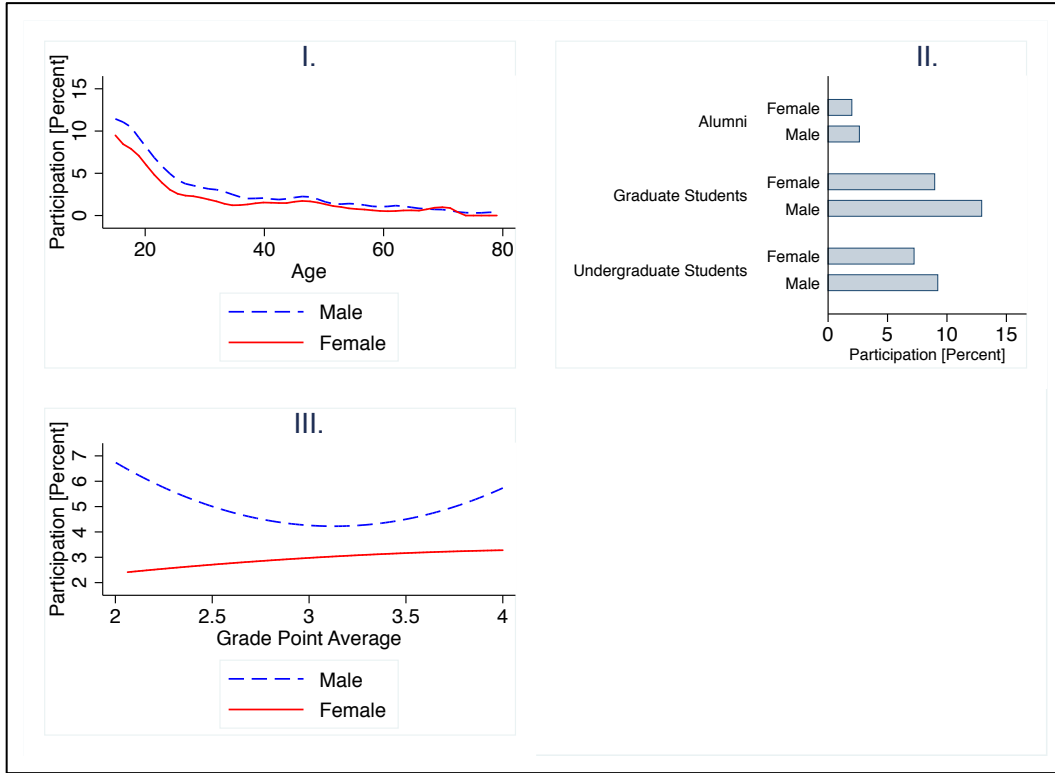 I.
Participation [Percent]
15
10
5
0
20 40 60 80
Age
Male
Female
II.
Alumni
Female
Male
Graduate Students
Female
Male
Undergraduate Students
Female
Male
0 5 10 15
Participation [Percent]
III.
Participation [Percent]
7
6
5
4
3
2
2 2.5 3 3.5 4
Grade Point Average
Male
Female